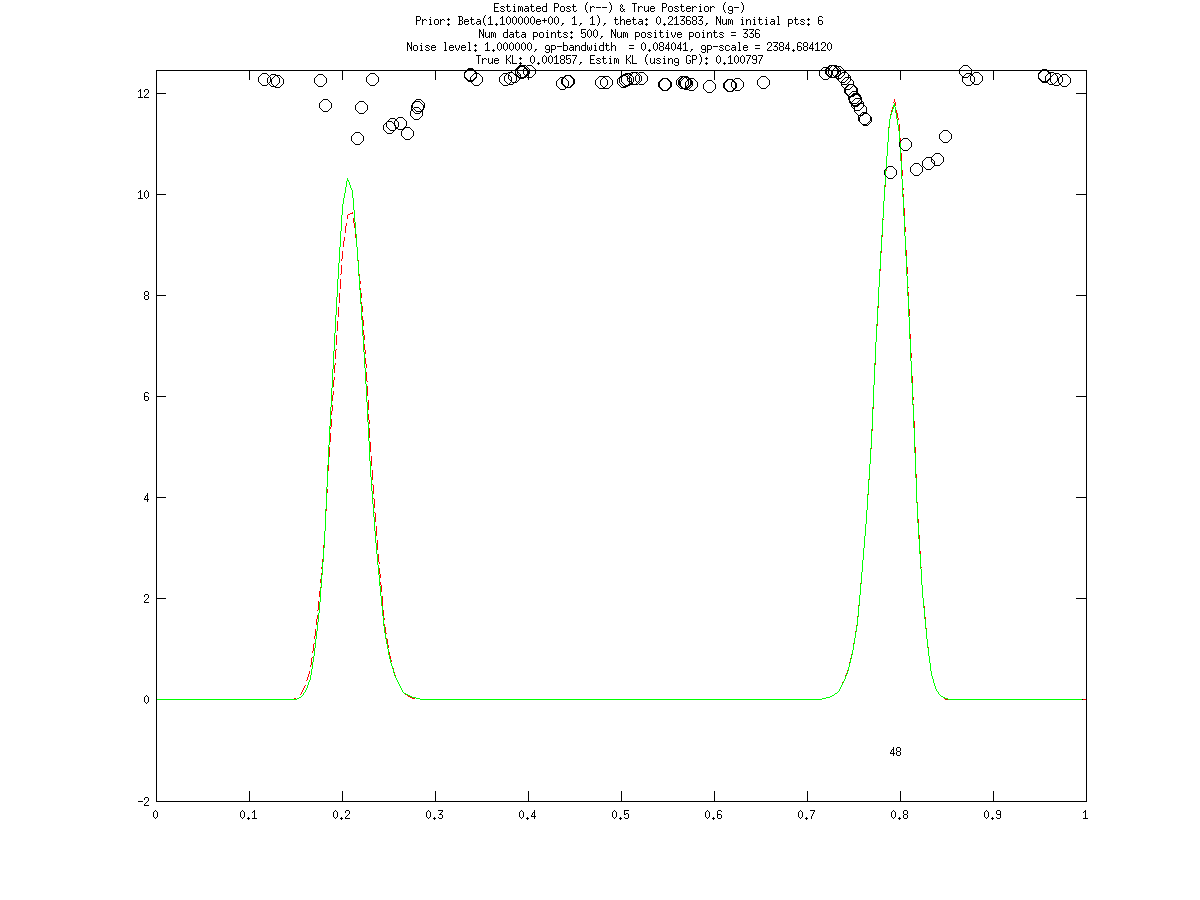 Estimated Post (r--) & True Posterior (g-)
Prior: Beta(1.100000e+00, 1, 1), theta: 0.213683, Num initial pts: 6
Num data points: 500, Num positive points = 336
Noise level: 1.000000, gp-bandwidth  = 0.084041, gp-scale = 2384.684120
True KL: 0.001857, Estim KL (using GP): 0.100797
12
10
8
6
4
2
0
48
-2
0 0.1 0.2 0.3 0.4 0.5 0.6 0.7 0.8 0.9 1